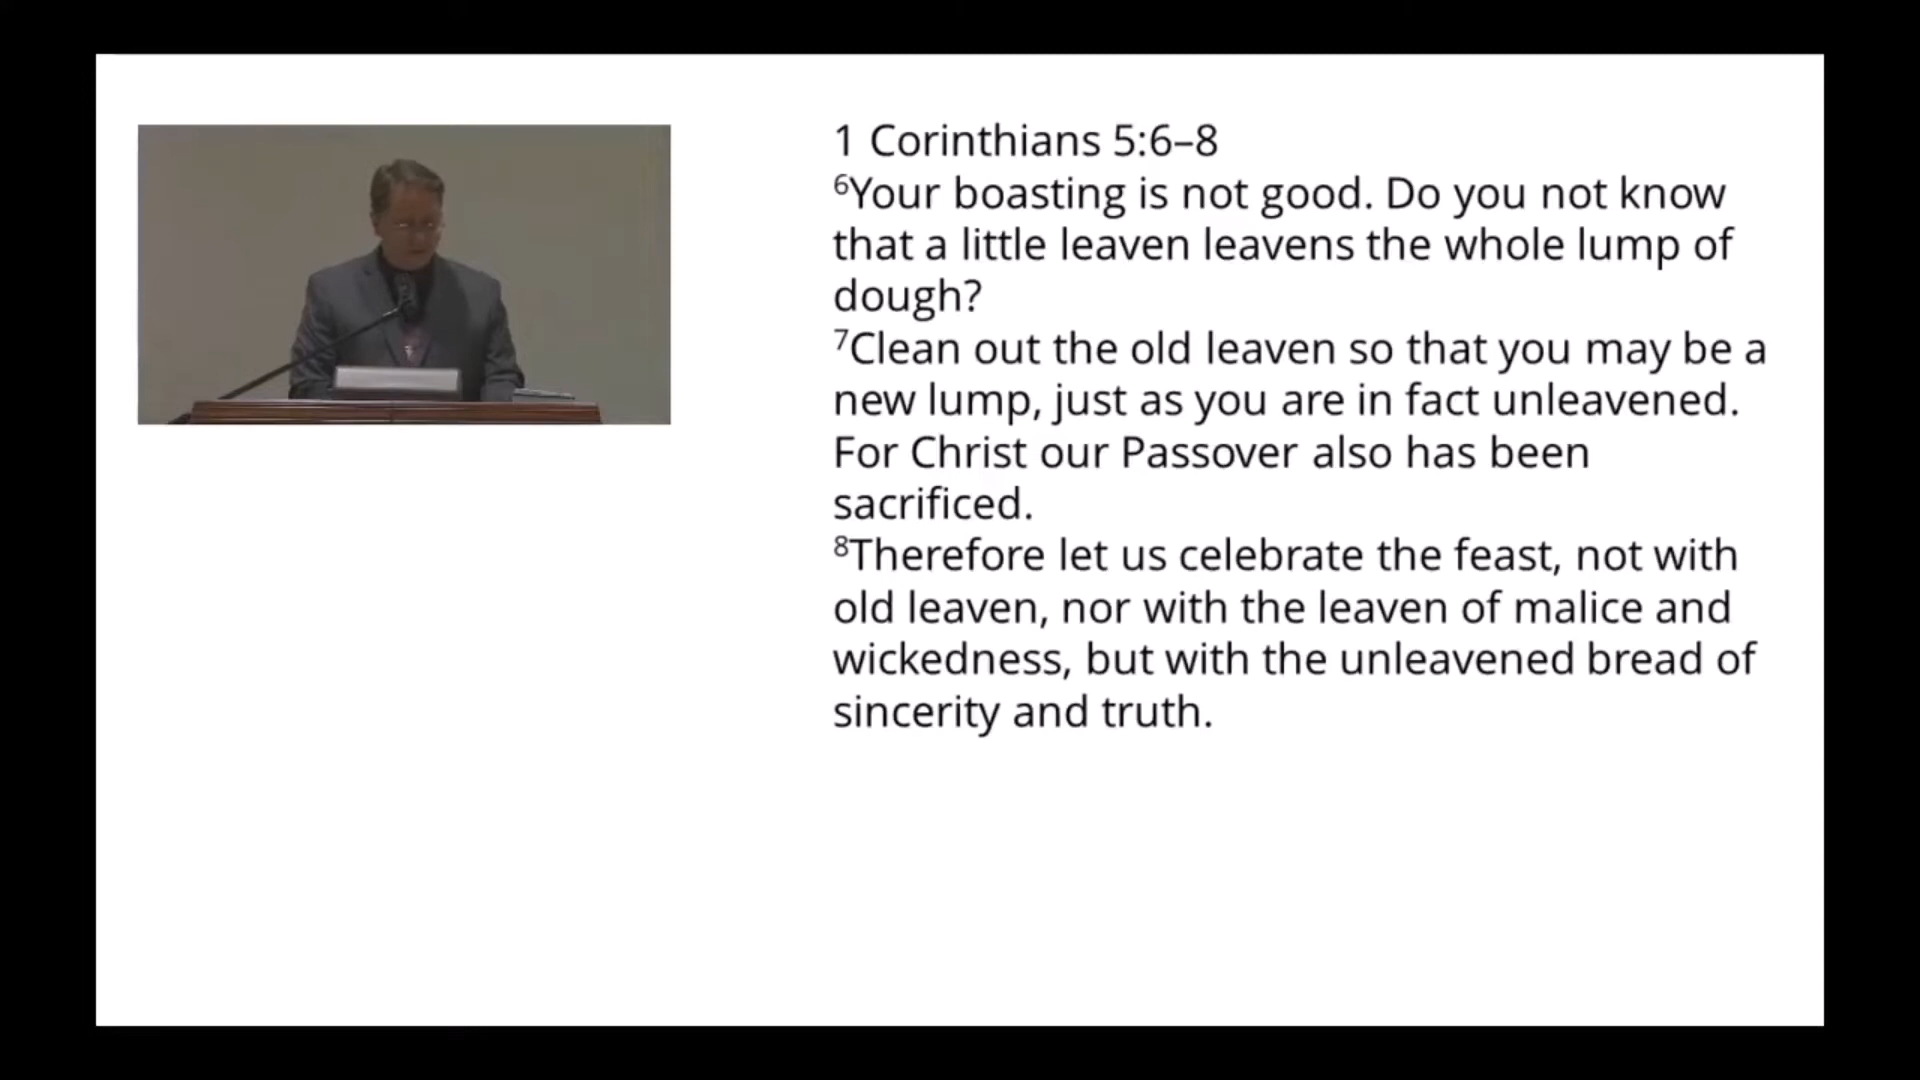 1 Corinthians 5:6–8
⁶Your boasting is not good. Do you not know
that a little leaven leavens the whole lump of
dough?
⁷Clean out the old leaven so that you may be a
new lump, just as you are in fact unleavened.
For Christ our Passover also has been
sacrificed.
⁸Therefore let us celebrate the feast, not with
old leaven, nor with the leaven of malice and
wickedness, but with the unleavened bread of
sincerity and truth.